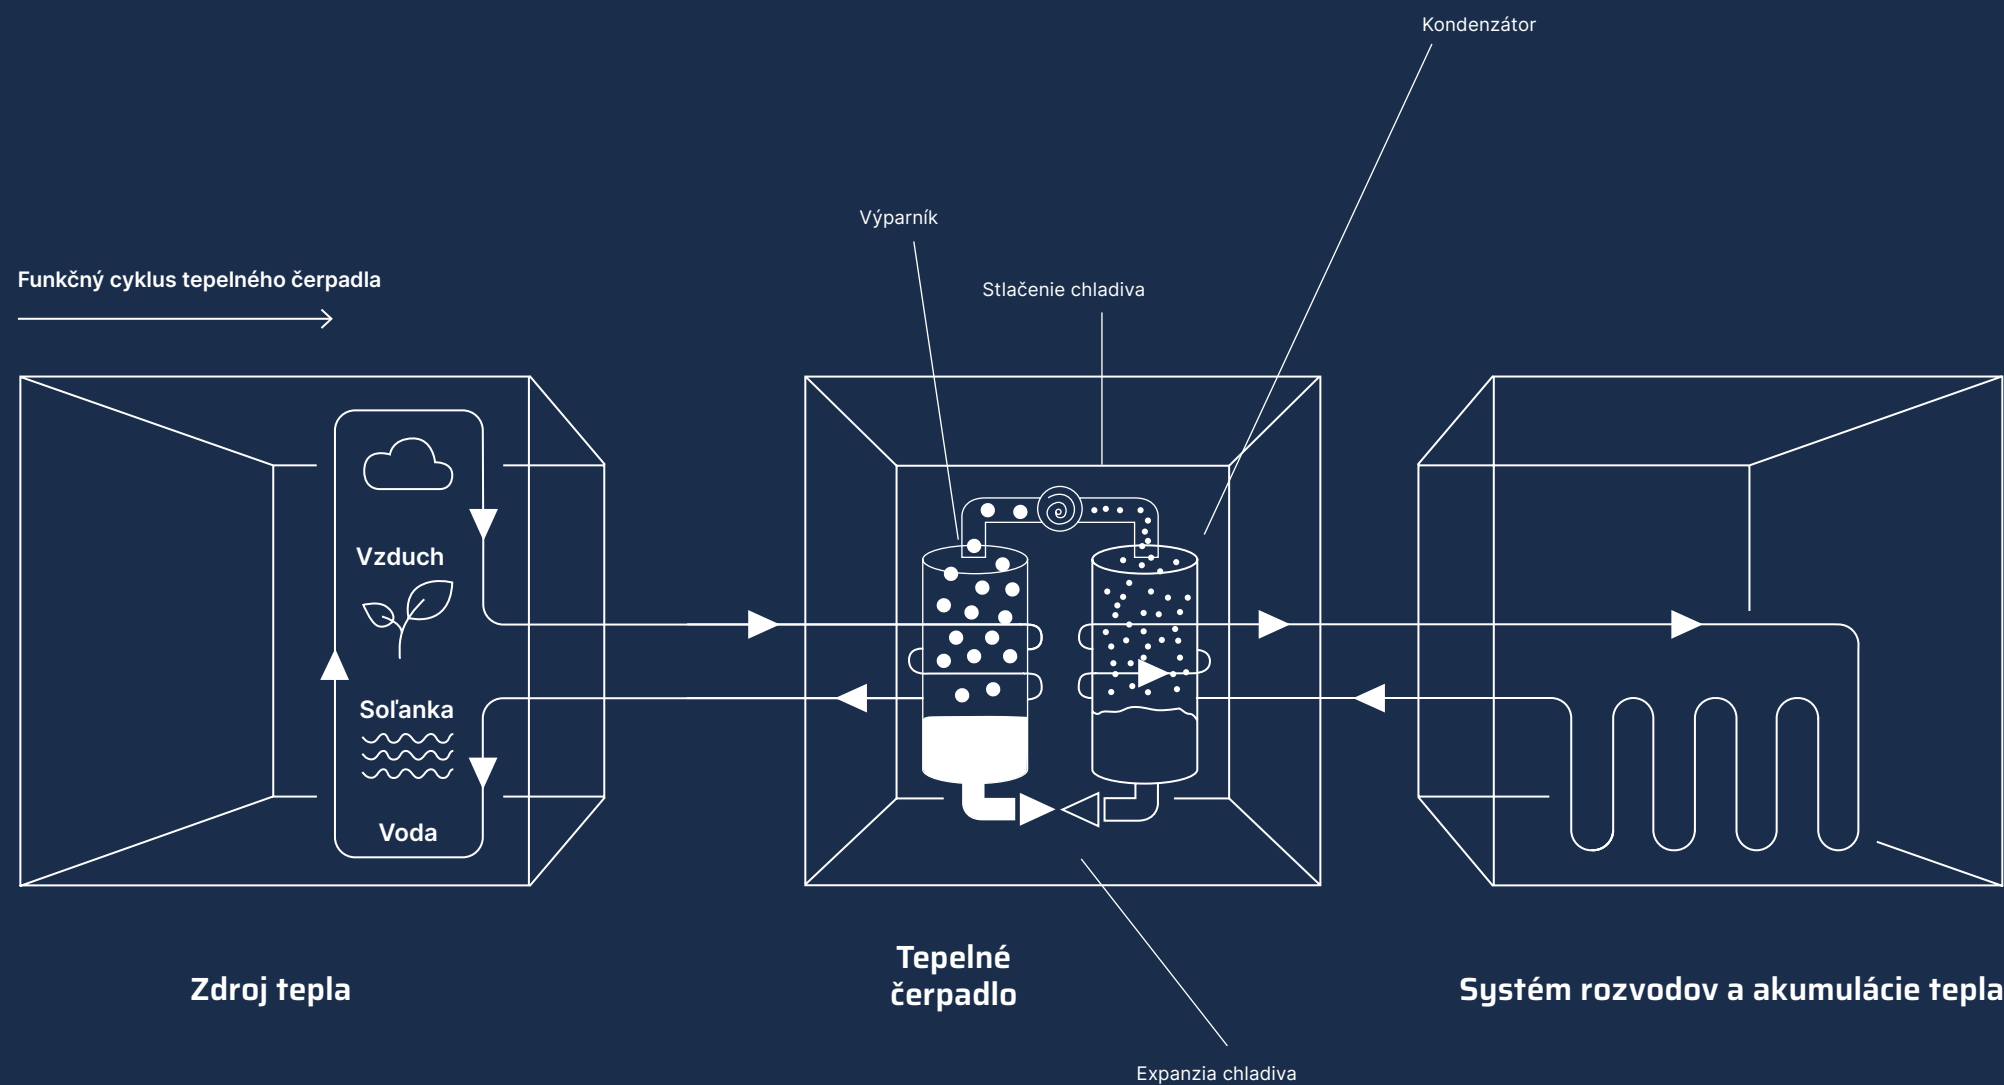 Kondenzátor
Výparník
Stlačenie chladiva
Funkčný cyklus tepelného čerpadla
Vzduch
Soľanka
Voda
Zdroj tepla
Tepelné
čerpadlo
Systém rozvodov a akumulácie tepla
Expanzia chladiva